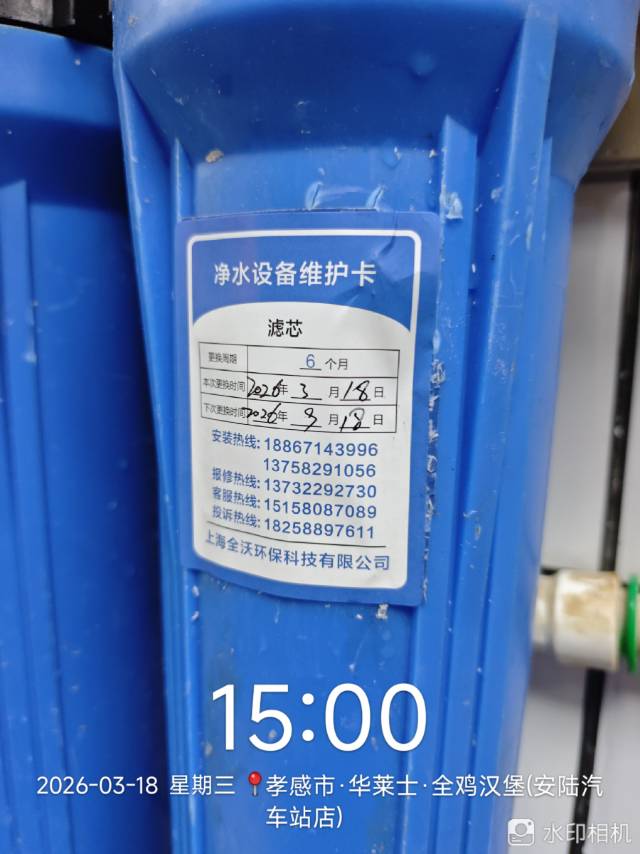 净水设备维护卡
滤芯
更换周期 6 个月
本次更换时间 2026年 3 月 18 日
下次更换时间 2026年 9 月 18 日
安装热线: 18867143996
13758291056
报修热线: 13732292730
客服热线: 15158087089
投诉热线: 18258897611
上海全沃环保科技有限公司
15:00
2026-03-18 星期三 孝感市·华莱士·全鸡汉堡(安陆汽
车站店)
水印相机